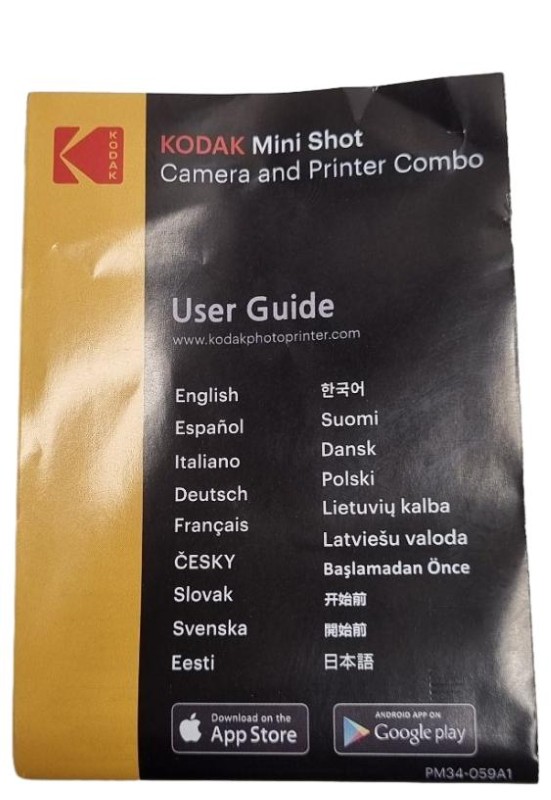 KODAK
KODAK Mini Shot
Camera and Printer Combo
User Guide
www.kodakphotoprinter.com
English
Español
Italiano
Deutsch
Français
ČESKY
Slovak
Svenska
Eesti
한국어
Suomi
Dansk
Polski
Lietuvių kalba
Latviešu valoda
Başlamadan Önce
开始前
開始前
日本語
Download on the
App Store
ANDROID APP ON
Google play
PM34-059A1